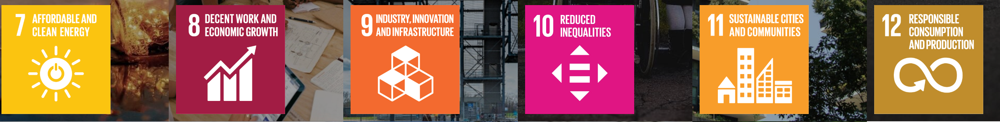 7 AFFORDABLE AND
CLEAN ENERGY
8 DECENT WORK AND
ECONOMIC GROWTH
9 INDUSTRY, INNOVATION
AND INFRASTRUCTURE
10 REDUCED
INEQUALITIES
11 SUSTAINABLE CITIES
AND COMMUNITIES
12 RESPONSIBLE
CONSUMPTION
AND PRODUCTION